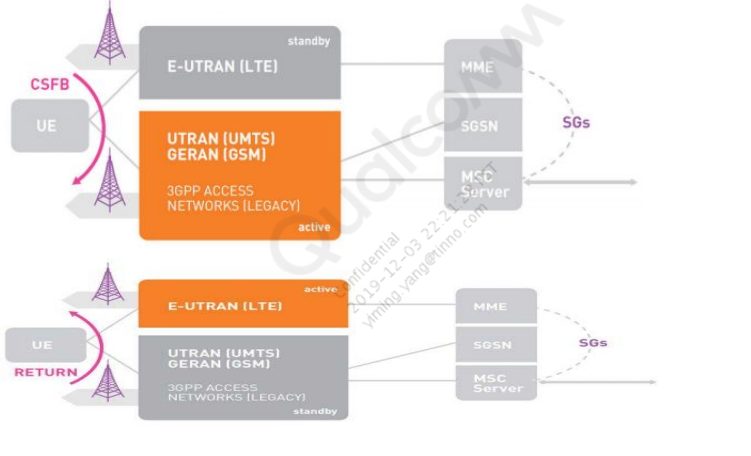 standby
E-UTRAN (LTE)
MME
CSFB
UE
UTRAN (UMTS)
GERAN (GSM)
SGSN
SGs
3GPP ACCESS
NETWORKS (LEGACY)
MSC
Server
active
Qualcomm
Confidential
2019-12-03 22:21:
yiming.yang@tinno.com
active
E-UTRAN (LTE)
MME
UE
UTRAN (UMTS)
GERAN (GSM)
SGSN
SGs
RETURN
3GPP ACCESS
NETWORKS (LEGACY)
MSC
Server
standby